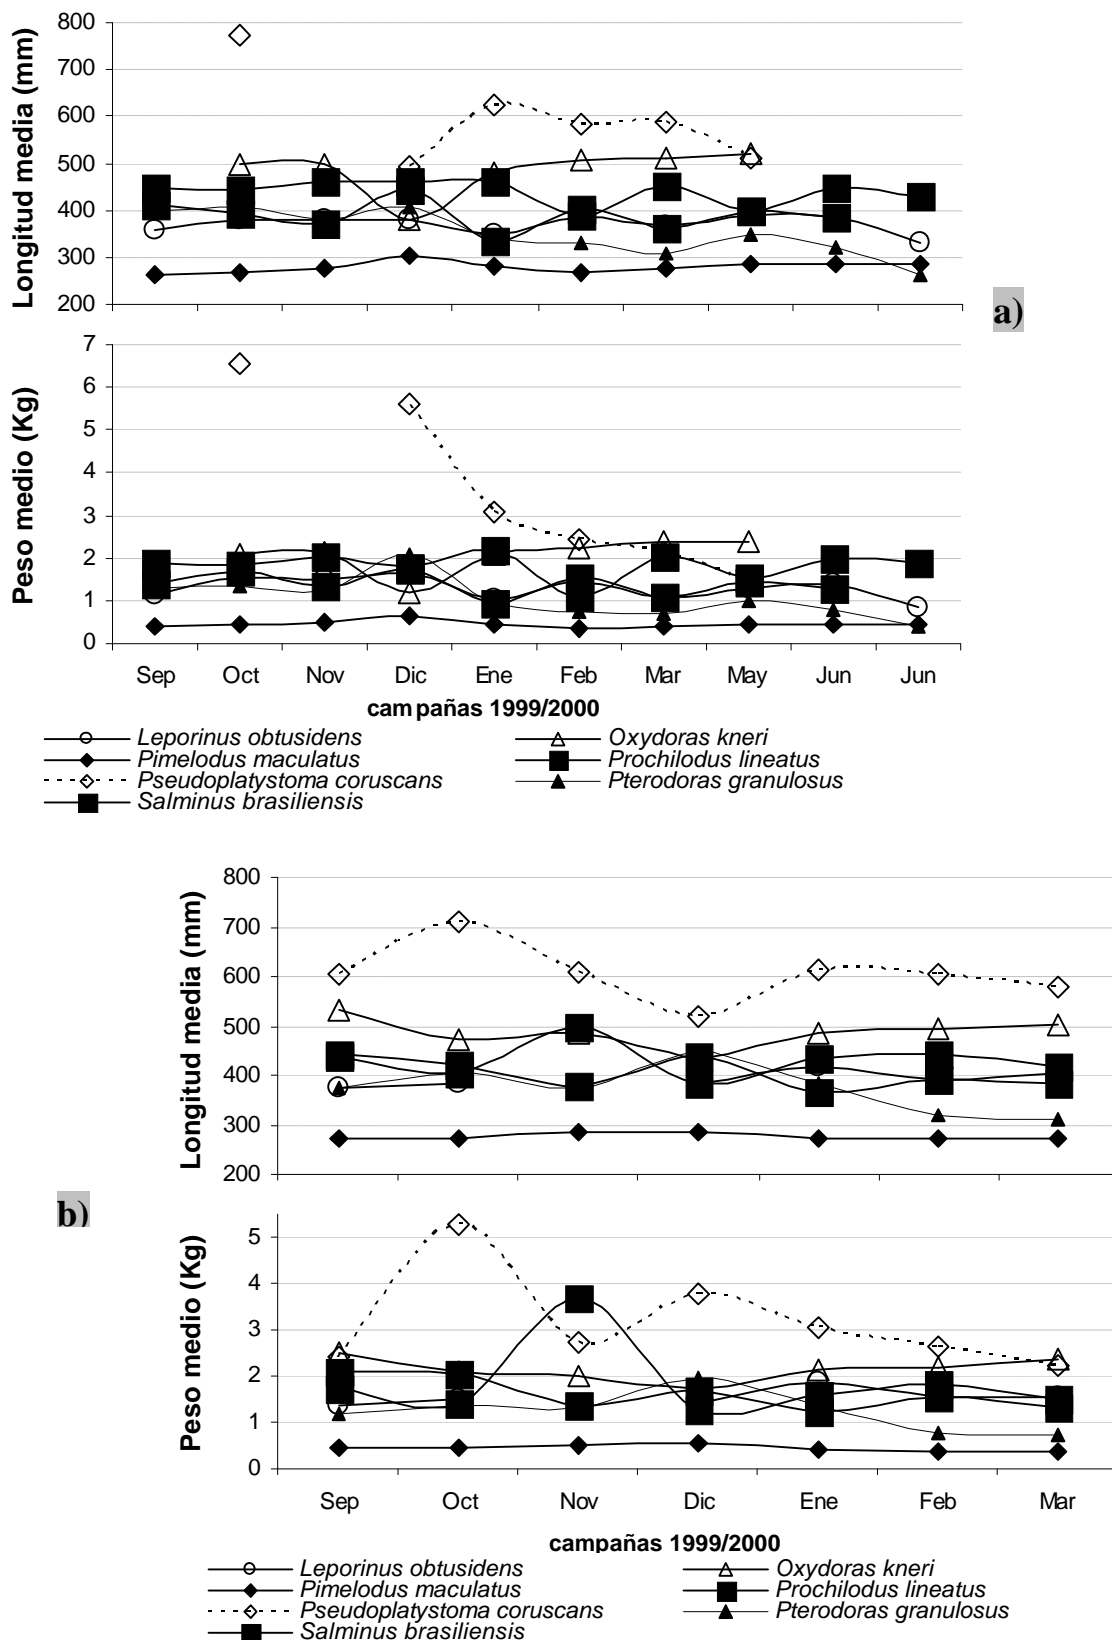 800
700
600
500
400
300
200
Longitud media (mm)
a)
7
6
5
4
3
2
1
0
Peso medio (Kg)
Sep Oct Nov Dic Ene Feb Mar May Jun Jun
campañas 1999/2000
Leporinus obtusidens Oxydoras kneri
Pimelodus maculatus Prochilodus lineatus
Pseudoplatystoma coruscans Pterodoras granulosus
Salminus brasiliensis
800
700
600
500
400
300
200
Longitud media (mm)
b)
5
4
3
2
1
0
Peso medio (Kg)
Sep Oct Nov Dic Ene Feb Mar
campañas 1999/2000
Leporinus obtusidens Oxydoras kneri
Pimelodus maculatus Prochilodus lineatus
Pseudoplatystoma coruscans Pterodoras granulosus
Salminus brasiliensis